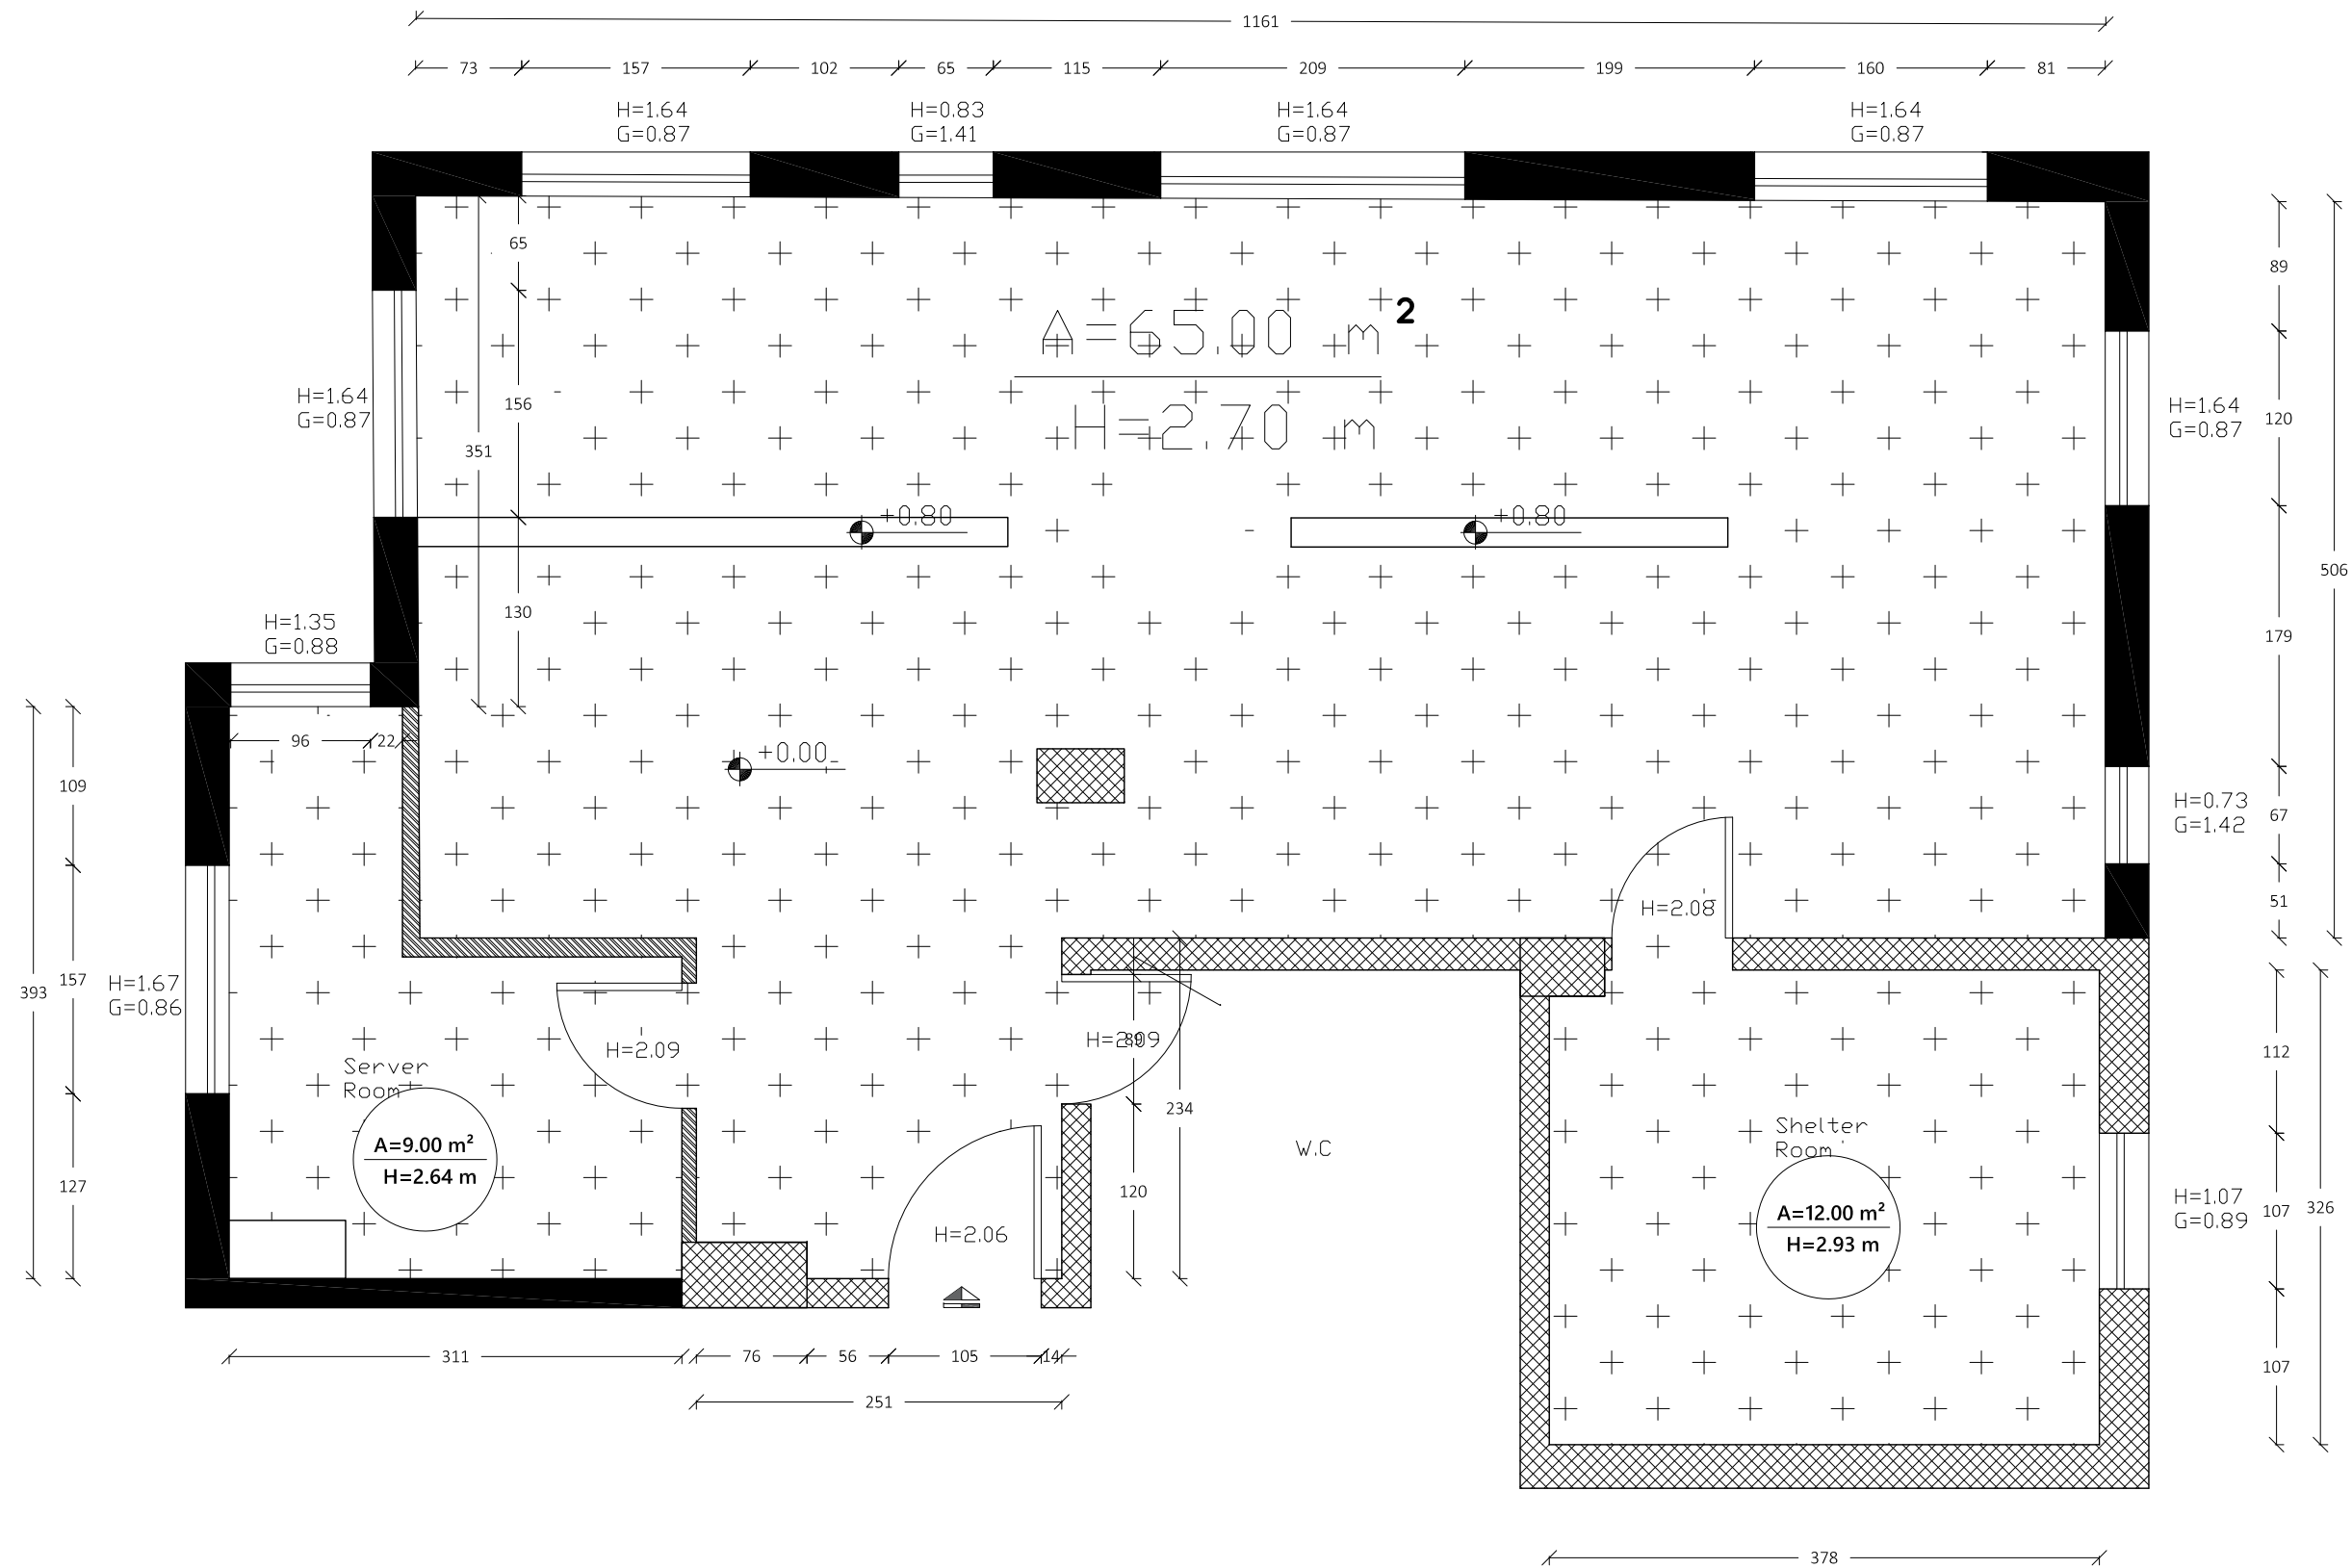 1161
73 157 102 65 115 209 199 160 81
H=1.64
G=0.87
H=0.83
G=1.41
H=1.64
G=0.87
H=1.64
G=0.87
65
89
A=65.00 m²
H=2.70 m
H=1.64
G=0.87
156
351
H=1.64
G=0.87
120
+0.80
+0.80
506
130
H=1.35
G=0.88
179
96 22
+0.00
109
H=0.73
G=1.42
67
H=2.08
51
H=1.67
G=0.86
157
393
H=2.09
H=2.09
89
112
Server
Room
A=9.00 m²
H=2.64 m
234
120
127
W.C
Shelter
Room
A=12.00 m²
H=2.93 m
H=1.07
G=0.89
107
326
H=2.06
311 76 56 105 14
107
251
378